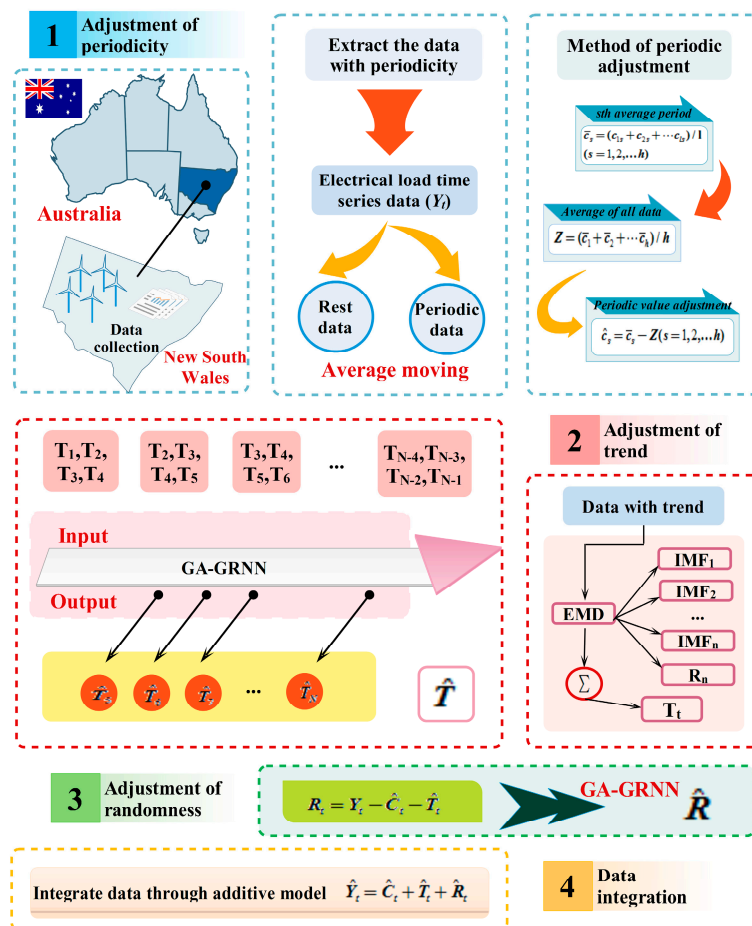 1
Adjustment of
periodicity
Australia
Data
collection
New South
Wales
Extract the data
with periodicity
Electrical load time
series data (Yₜ)
Rest
data
Periodic
data
Average moving
Method of periodic
adjustment
sth average period
c̅ₛ = (c₁ₛ + c₂ₛ + ⋯cₗₛ) / l
(s = 1,2,…h)
Average of all data
Z = (c̅₁ + c̅₂ + ⋯c̅ₕ) / h
Periodic value adjustment
ĉₛ = c̅ₛ − Z(s = 1,2,…h)
T₁,T₂,
T₃,T₄
T₂,T₃,
T₄,T₅
T₃,T₄,
T₅,T₆
...
T_N-4,T_N-3,
T_N-2,T_N-1
Input
GA-GRNN
Output
...
T̂_N
T̂
2
Adjustment of
trend
Data with trend
EMD
IMF₁
IMF₂
...
IMFₙ
Rₙ
∑
Tₜ
3
Adjustment of
randomness
Rₜ = Yₜ − Ĉₜ − T̂ₜ
GA-GRNN
R̂
Integrate data through additive model Ŷₜ = Ĉₜ + T̂ₜ + R̂ₜ
4
Data
integration